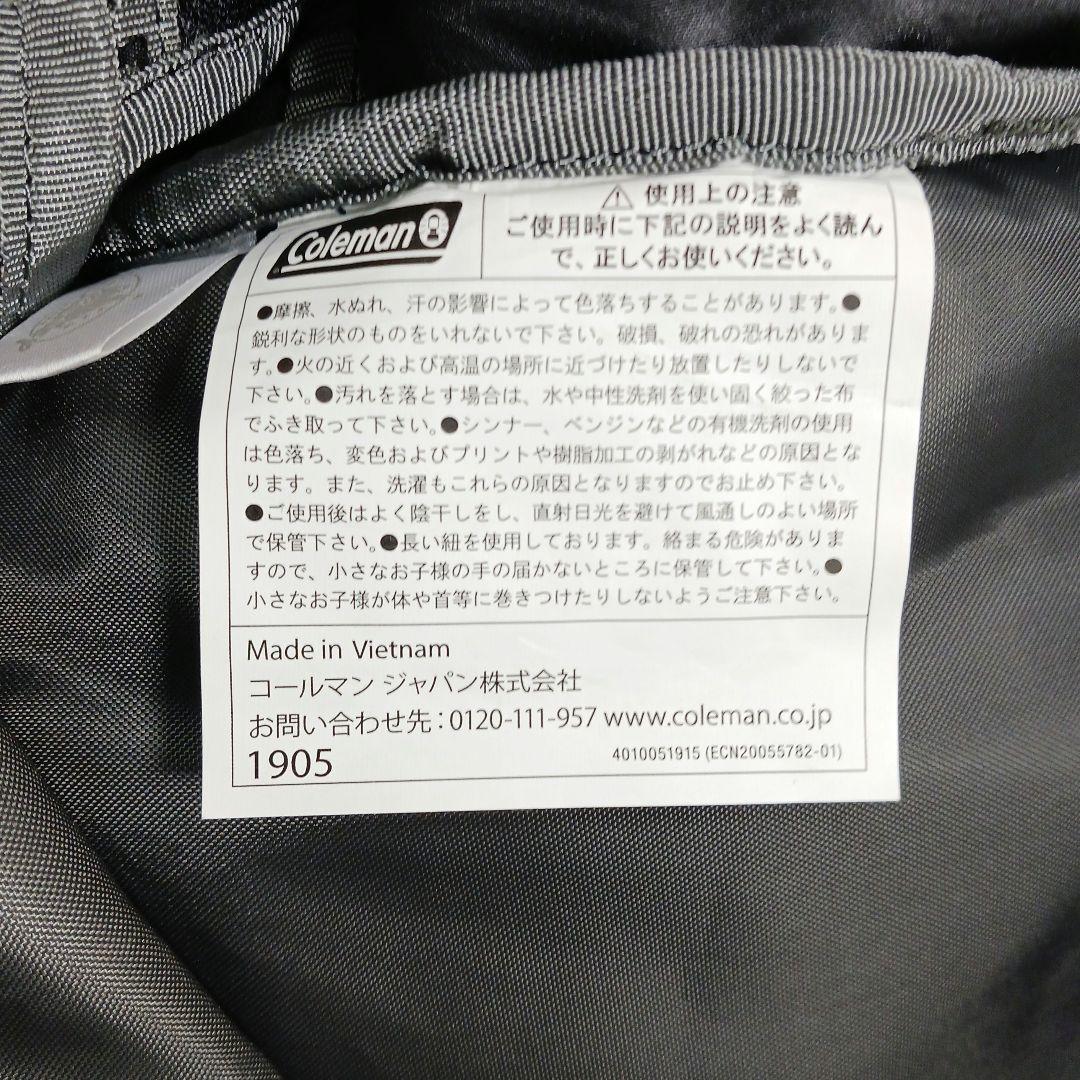 Coleman
⚠ 使用上の注意
ご使用時に下記の説明をよく読ん
で、正しくお使いください。
●摩擦、水ぬれ、汗の影響によって色落ちすることがあります。●
鋭利な形状のものをいれないで下さい。破損、破れの恐れがありま
す。●火の近くおよび高温の場所に近づけたり放置したりしないで
下さい。●汚れを落とす場合は、水や中性洗剤を使い固く絞った布
でふき取って下さい。●シンナー、ベンジンなどの有機洗剤の使用
は色落ち、変色およびプリントや樹脂加工の剥がれなどの原因とな
ります。また、洗濯もこれらの原因となりますのでお止め下さい。
●ご使用後はよく陰干しをし、直射日光を避けて風通しのよい場所
で保管下さい。●長い紐を使用しております。絡まる危険がありま
すので、小さなお子様の手の届かないところに保管して下さい。●
小さなお子様が体や首等に巻きつけたりしないようご注意下さい。
Made in Vietnam
コールマン ジャパン株式会社
お問い合わせ先：0120-111-957 www.coleman.co.jp
1905
4010051915 (ECN20055782-01)